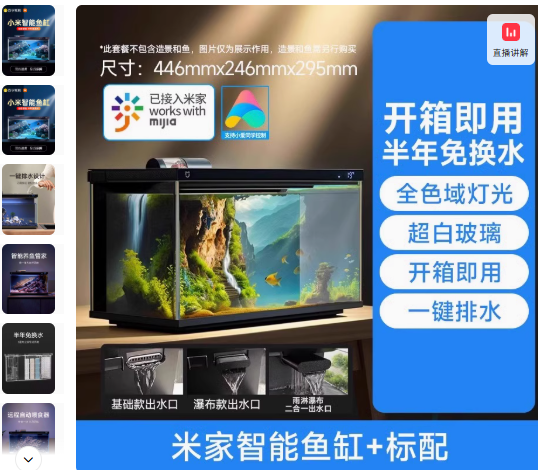 小米智能鱼缸
小米智能鱼缸
一键排水设计
智能养鱼管家
半年免换水
远程自动喂食器
*此套餐不包含造景和鱼，图片仅为展示作用，造景和鱼需另行购买
尺寸：446mmx246mmx295mm
已接入米家
works with
mijia
支持小爱同学控制
直播讲解
开箱即用
半年免换水
全色域灯光
超白玻璃
开箱即用
一键排水
基础款出水口
瀑布款出水口
雨淋瀑布
二合一出水口
米家智能鱼缸+标配